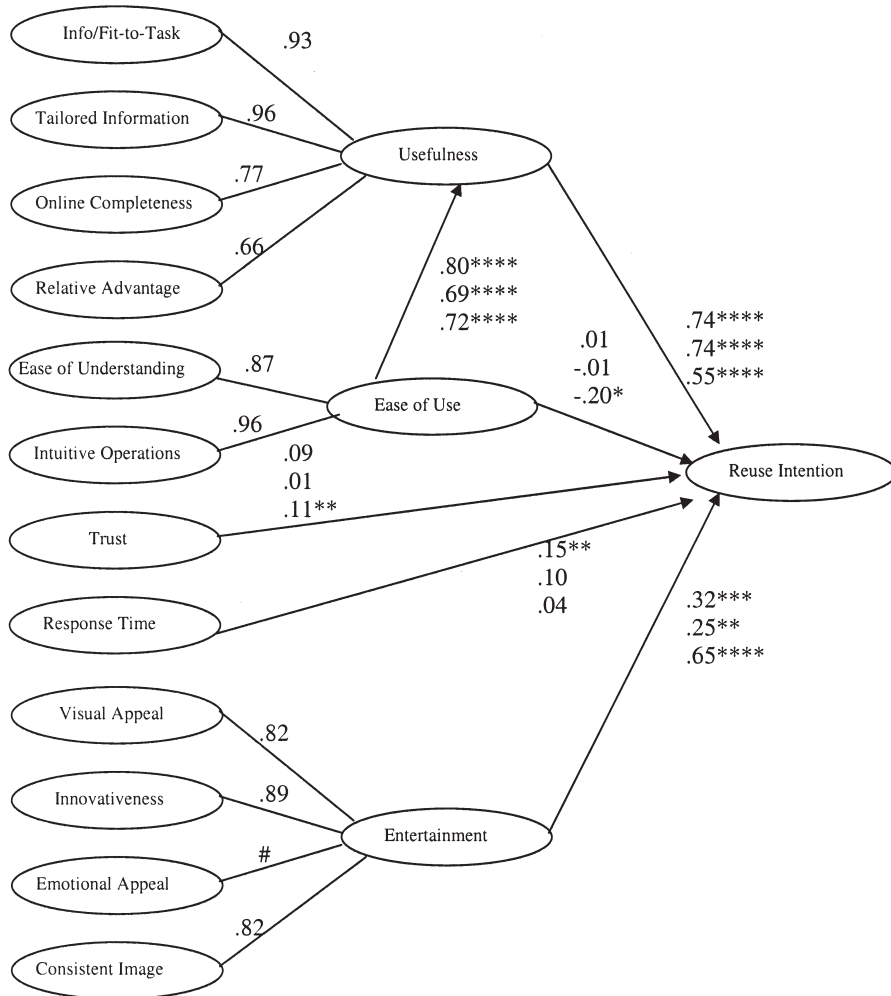 Info/Fit-to-Task
.93
Tailored Information
.96
Usefulness
Online Completeness
.77
Relative Advantage
.66
.80****
.69****
.72****
.74****
.74****
.55****
Ease of Understanding
.87
Ease of Use
.01
-.01
-.20*
Intuitive Operations
.96
Reuse Intention
Trust
.09
.01
.11**
Response Time
.15**
.10
.04
.32***
.25**
.65****
Visual Appeal
.82
Innovativeness
.89
Entertainment
Emotional Appeal
#
Consistent Image
.82